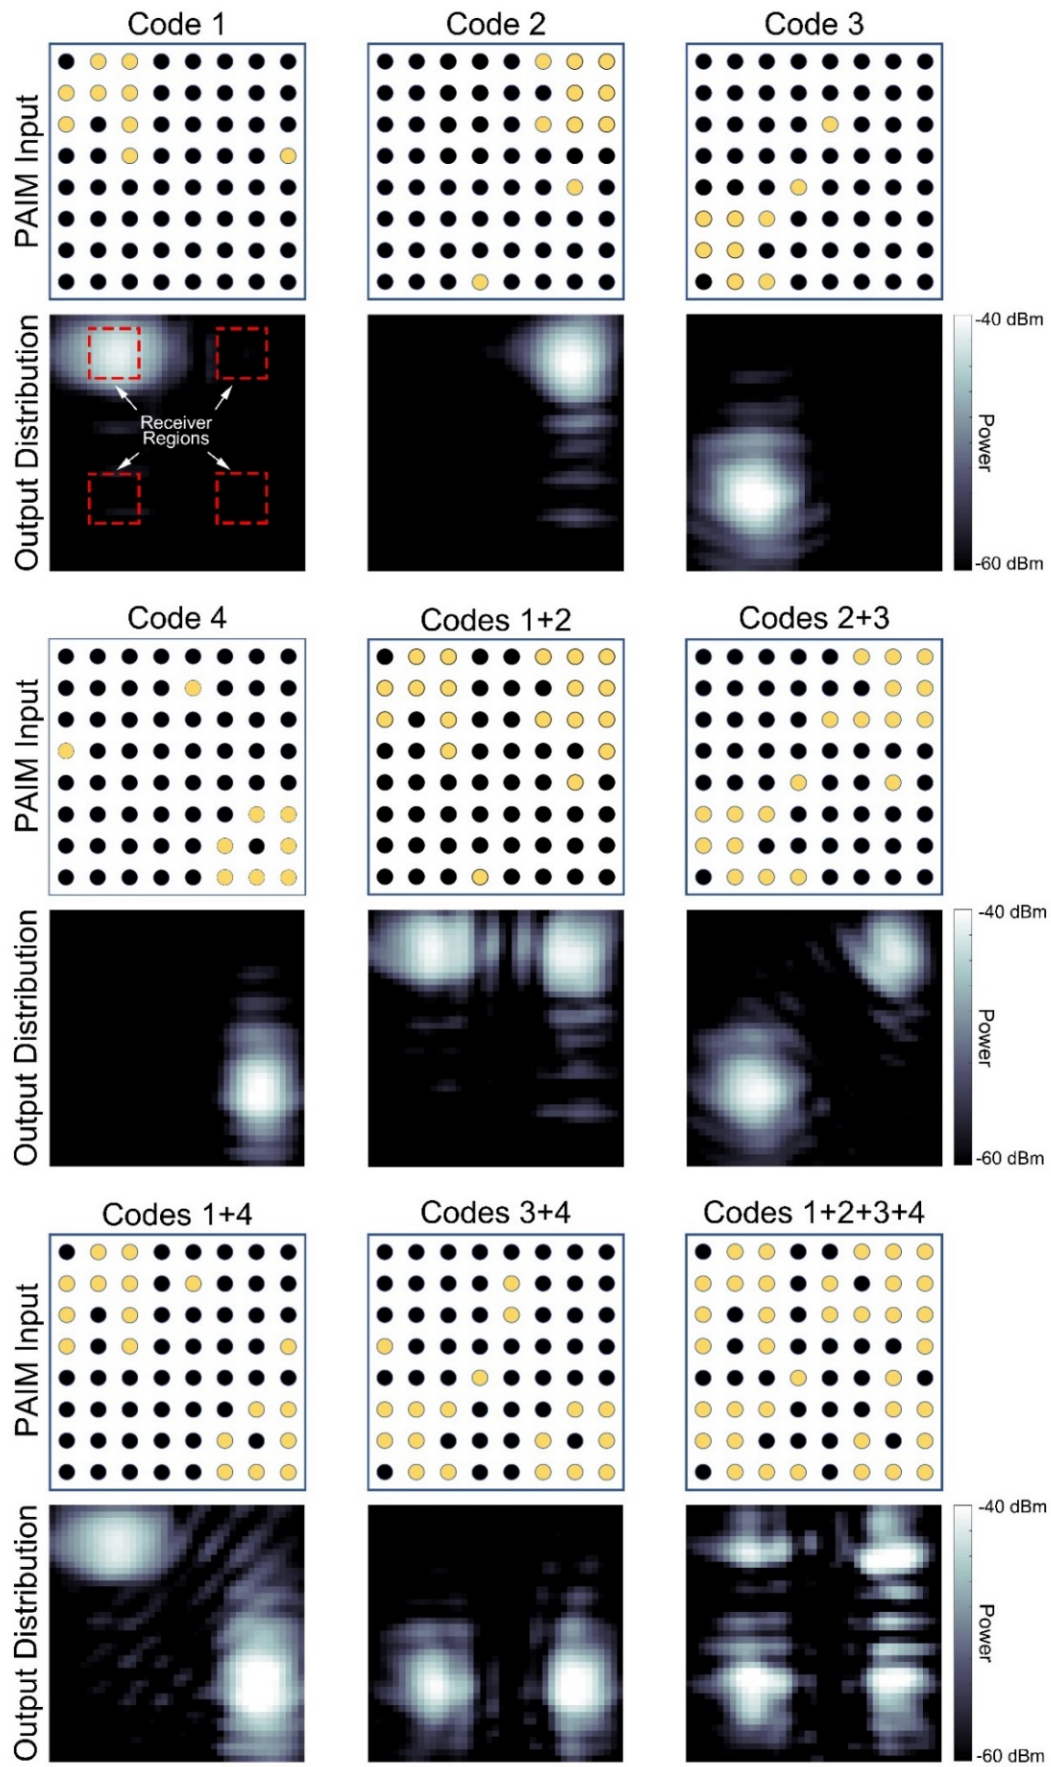 Code 1
Code 2
Code 3
PAIM Input
Output Distribution
Receiver
Regions
-40 dBm
Power
-60 dBm
Code 4
Codes 1+2
Codes 2+3
PAIM Input
Output Distribution
-40 dBm
Power
-60 dBm
Codes 1+4
Codes 3+4
Codes 1+2+3+4
PAIM Input
Output Distribution
-40 dBm
Power
-60 dBm